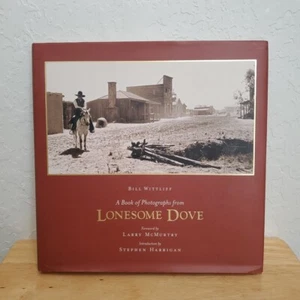 BILL WITTLIFF
A Book of Photographs from
LONESOME DOVE
Foreword by
LARRY MCMURTRY
Introduction by
STEPHEN HARRIGAN